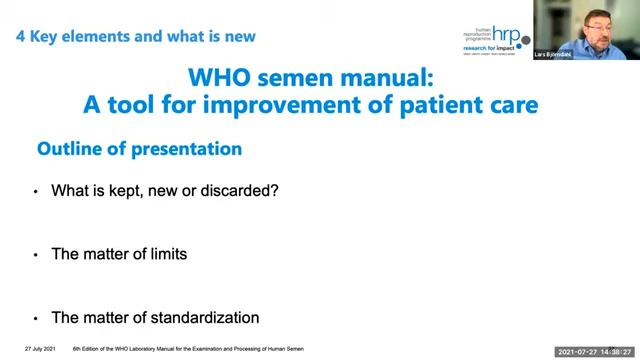 4 Key elements and what is new
human
reproduction
programme
hrp
research for impact
Lars Björndahl
WHO semen manual:
A tool for improvement of patient care
Outline of presentation
• What is kept, new or discarded?
• The matter of limits
• The matter of standardization
27 July 2021 6th Edition of the WHO Laboratory Manual for the Examination and Processing of Human Semen
2021-07-27 14:38:27